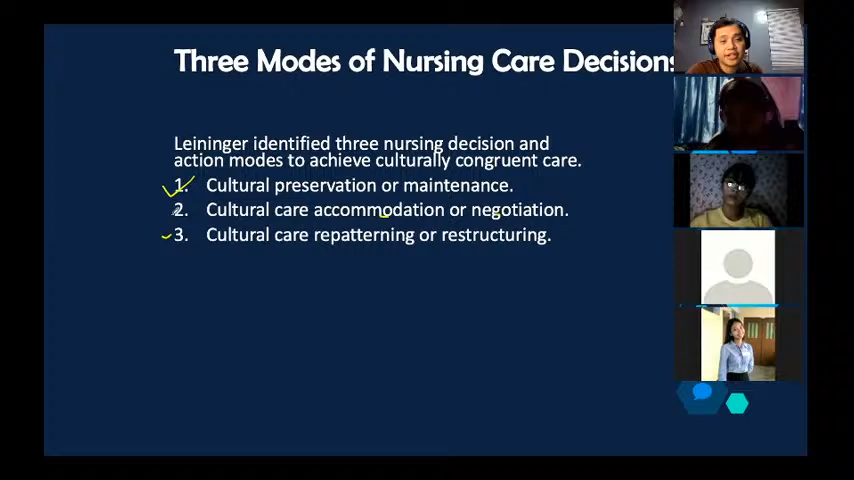 Three Modes of Nursing Care Decisions
Leininger identified three nursing decision and
action modes to achieve culturally congruent care.
1. Cultural preservation or maintenance.
2. Cultural care accommodation or negotiation.
3. Cultural care repatterning or restructuring.